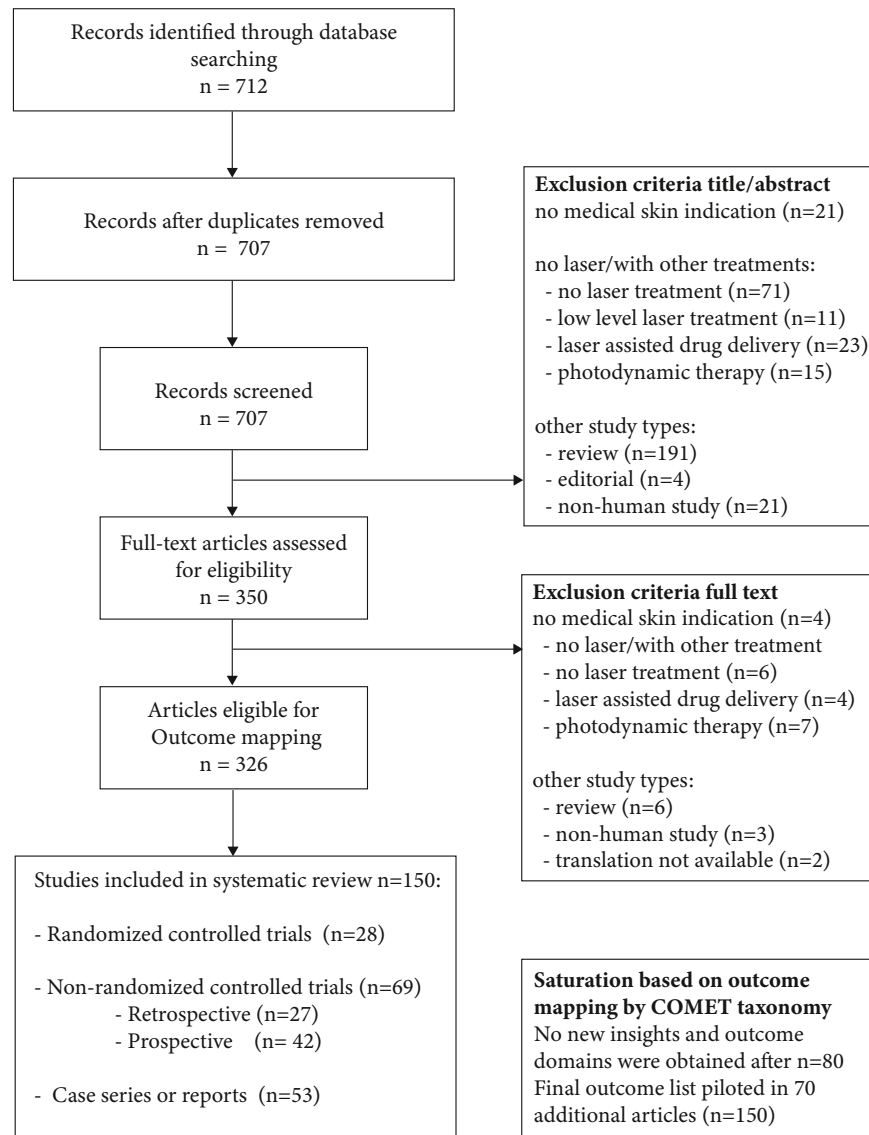 Records identified through database
searching
n = 712
Records after duplicates removed
n = 707
Records screened
n = 707
Exclusion criteria title/abstract
no medical skin indication (n=21)
no laser/with other treatments:
- no laser treatment (n=71)
- low level laser treatment (n=11)
- laser assisted drug delivery (n=23)
- photodynamic therapy (n=15)
other study types:
- review (n=191)
- editorial (n=4)
- non-human study (n=21)
Full-text articles assessed
for eligibility
n = 350
Exclusion criteria full text
no medical skin indication (n=4)
- no laser/with other treatment
- no laser treatment (n=6)
- laser assisted drug delivery (n=4)
- photodynamic therapy (n=7)
other study types:
- review (n=6)
- non-human study (n=3)
- translation not available (n=2)
Articles eligible for
Outcome mapping
n = 326
Studies included in systematic review n=150:
- Randomized controlled trials (n=28)
- Non-randomized controlled trials (n=69)
- Retrospective (n=27)
- Prospective (n= 42)
- Case series or reports (n=53)
Saturation based on outcome
mapping by COMET taxonomy
No new insights and outcome
domains were obtained after n=80
Final outcome list piloted in 70
additional articles (n=150)